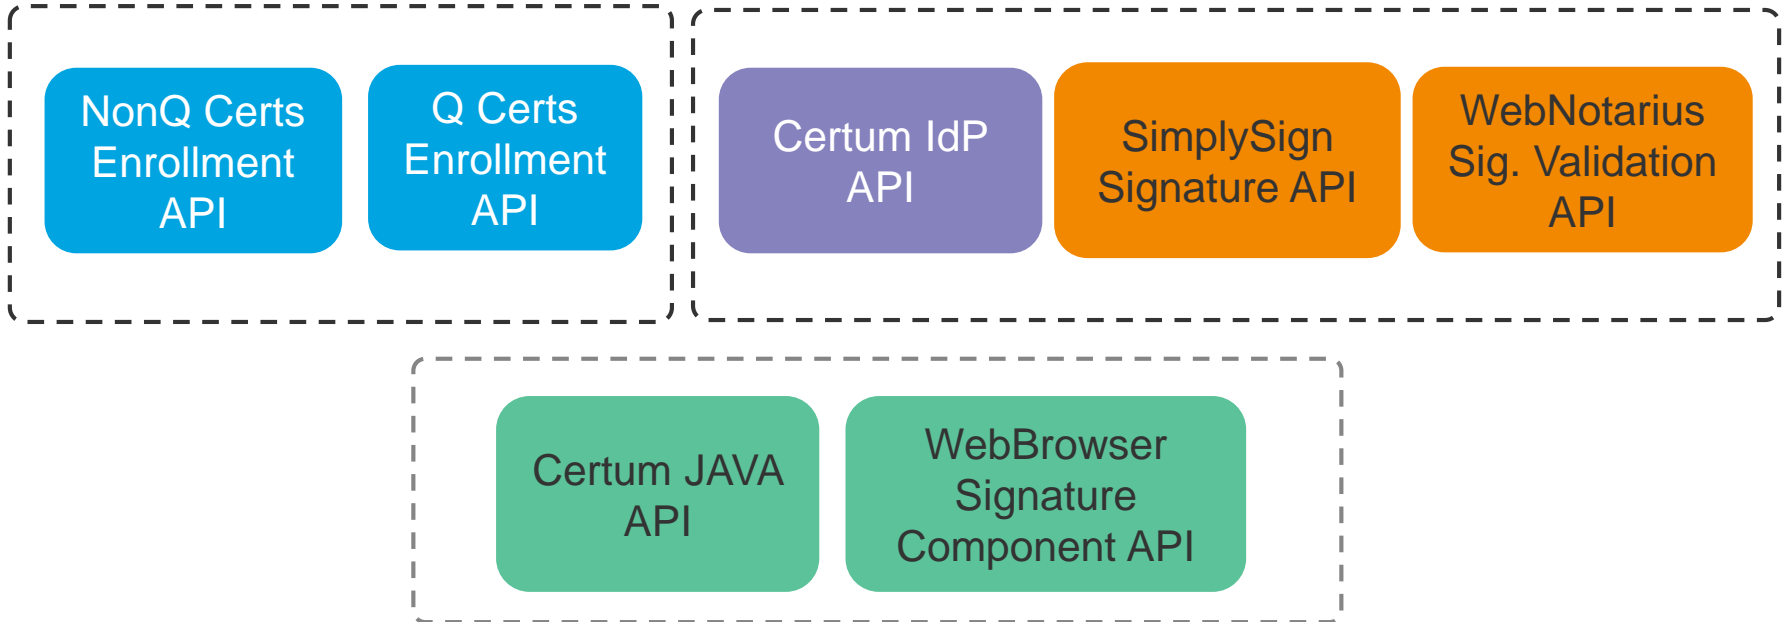 NonQ Certs
Enrollment
API
Q Certs
Enrollment
API
Certum IdP
API
SimplySign
Signature API
WebNotarius
Sig. Validation
API
Certum JAVA
API
WebBrowser
Signature
Component API